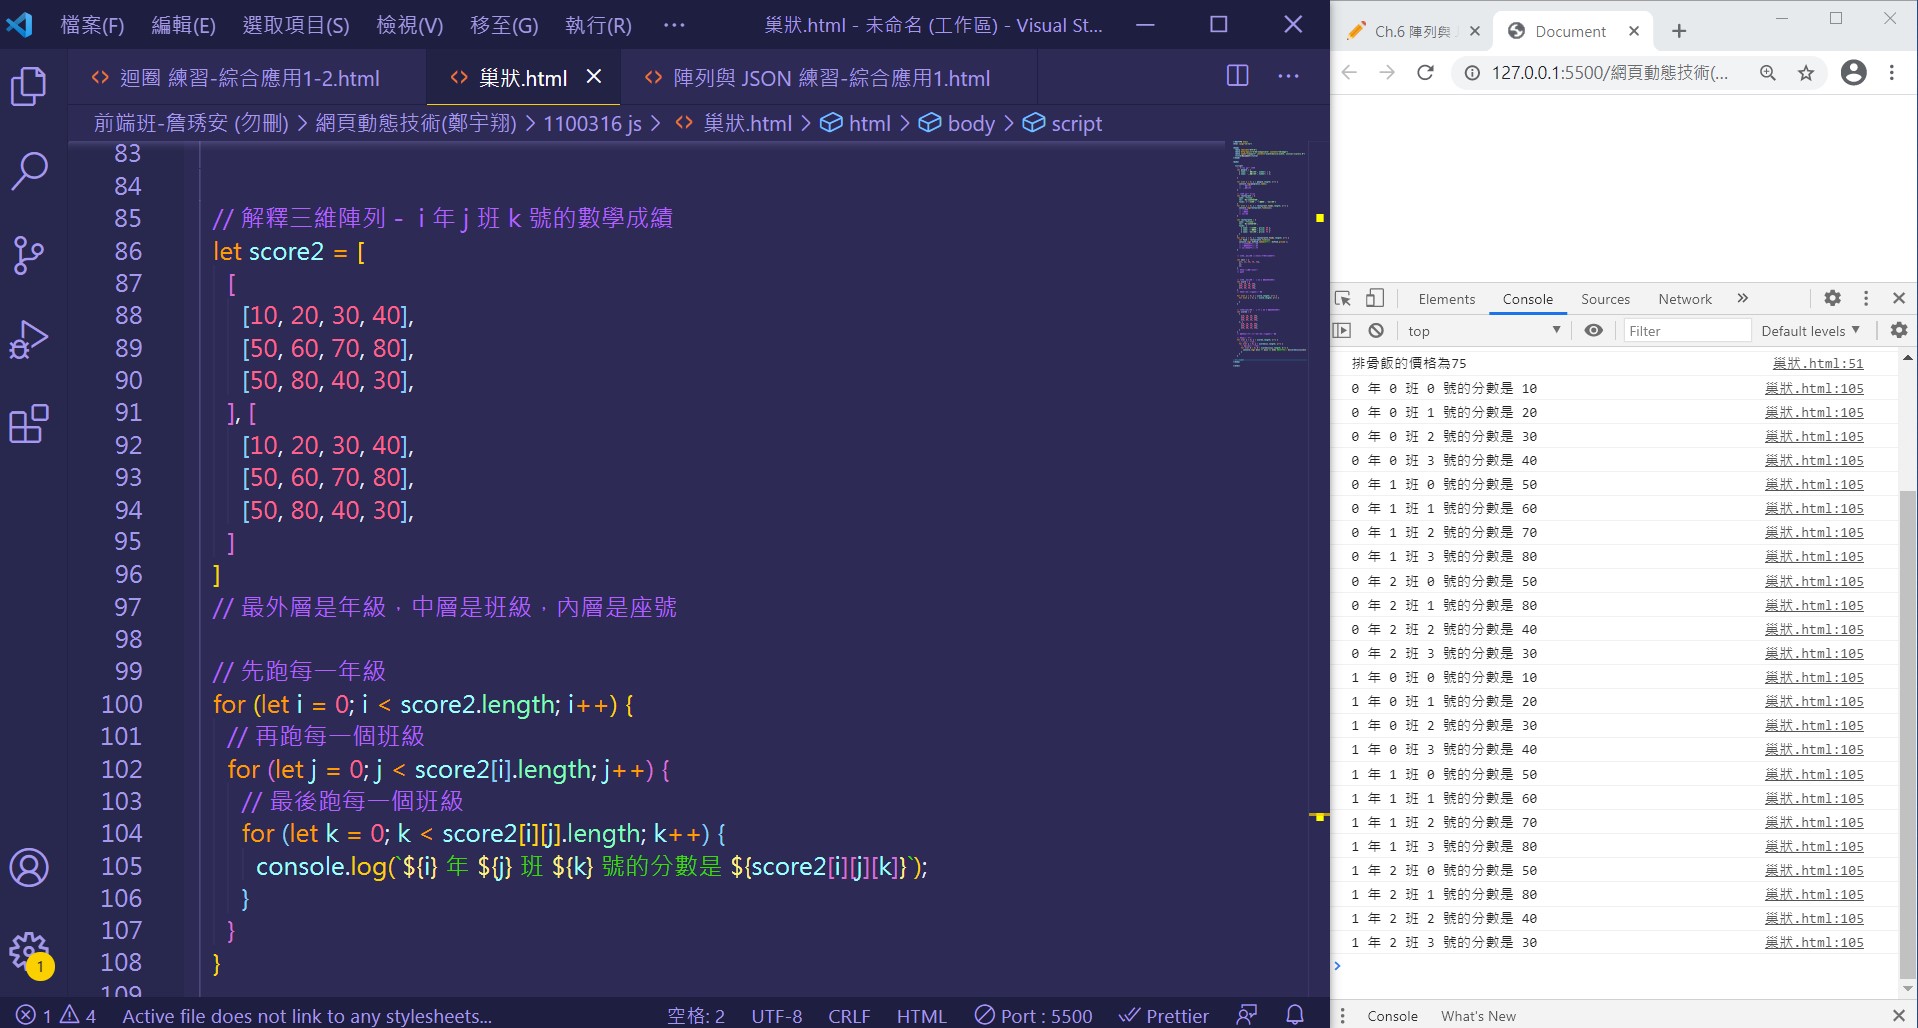 檔案(F) 編輯(E) 選取項目(S) 檢視(V) 移至(G) 執行(R) ··· 巢狀.html - 未命名 (工作區) - Visual St...
迴圈 練習-綜合應用1-2.html 巢狀.html 陣列與 JSON 練習-綜合應用1.html
前端班-詹琇安 (勿刪) > 網頁動態技術(鄭宇翔) > 1100316 js > 巢狀.html > html > body > script
83
84
85 // 解釋三維陣列 - i 年 j 班 k 號的數學成績
86 let score2 = [
87 [
88 [10, 20, 30, 40],
89 [50, 60, 70, 80],
90 [50, 80, 40, 30],
91 ], [
92 [10, 20, 30, 40],
93 [50, 60, 70, 80],
94 [50, 80, 40, 30],
95 ]
96 ]
97 // 最外層是年級，中層是班級，內層是座號
98
99 // 先跑每一年級
100 for (let i = 0; i < score2.length; i++) {
101 // 再跑每一個班級
102 for (let j = 0; j < score2[i].length; j++) {
103 // 最後跑每一個班級
104 for (let k = 0; k < score2[i][j].length; k++) {
105 console.log(`${i} 年 ${j} 班 ${k} 號的分數是 ${score2[i][j][k]}`);
106 }
107 }
108 }
109
1
1 4 Active file does not link to any stylesheets... 空格: 2 UTF-8 CRLF HTML Port : 5500 Prettier
Ch.6 陣列與 Document
127.0.0.1:5500/網頁動態技術(...
Elements Console Sources Network »
top Filter Default levels
排骨飯的價格為75 巢狀.html:51
0 年 0 班 0 號的分數是 10 巢狀.html:105
0 年 0 班 1 號的分數是 20 巢狀.html:105
0 年 0 班 2 號的分數是 30 巢狀.html:105
0 年 0 班 3 號的分數是 40 巢狀.html:105
0 年 1 班 0 號的分數是 50 巢狀.html:105
0 年 1 班 1 號的分數是 60 巢狀.html:105
0 年 1 班 2 號的分數是 70 巢狀.html:105
0 年 1 班 3 號的分數是 80 巢狀.html:105
0 年 2 班 0 號的分數是 50 巢狀.html:105
0 年 2 班 1 號的分數是 80 巢狀.html:105
0 年 2 班 2 號的分數是 40 巢狀.html:105
0 年 2 班 3 號的分數是 30 巢狀.html:105
1 年 0 班 0 號的分數是 10 巢狀.html:105
1 年 0 班 1 號的分數是 20 巢狀.html:105
1 年 0 班 2 號的分數是 30 巢狀.html:105
1 年 0 班 3 號的分數是 40 巢狀.html:105
1 年 1 班 0 號的分數是 50 巢狀.html:105
1 年 1 班 1 號的分數是 60 巢狀.html:105
1 年 1 班 2 號的分數是 70 巢狀.html:105
1 年 1 班 3 號的分數是 80 巢狀.html:105
1 年 2 班 0 號的分數是 50 巢狀.html:105
1 年 2 班 1 號的分數是 80 巢狀.html:105
1 年 2 班 2 號的分數是 40 巢狀.html:105
1 年 2 班 3 號的分數是 30 巢狀.html:105
Console What's New